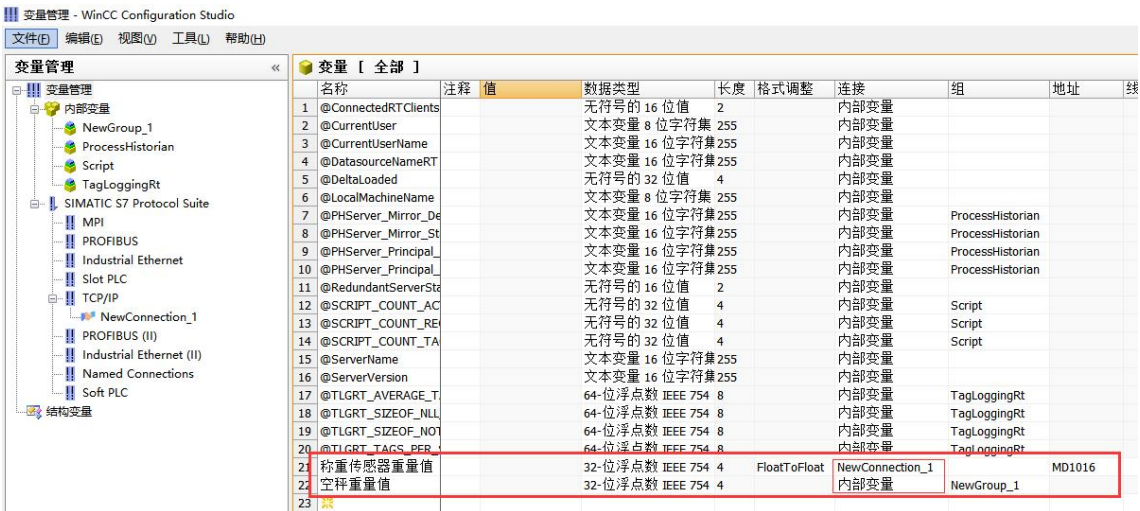 变量管理 - WinCC Configuration Studio
文件(F) 编辑(E) 视图(V) 工具(L) 帮助(H)
变量管理 «
变量管理
内部变量
NewGroup_1
ProcessHistorian
Script
TagLoggingRt
SIMATIC S7 Protocol Suite
MPI
PROFIBUS
Industrial Ethernet
Slot PLC
TCP/IP
NewConnection_1
PROFIBUS (II)
Industrial Ethernet (II)
Named Connections
Soft PLC
结构变量
变量 [ 全部 ]
名称 注释 值 数据类型 长度 格式调整 连接 组 地址 线
1 @ConnectedRTClients 无符号的 16 位值 2 内部变量
2 @CurrentUser 文本变量 8 位字符集 255 内部变量
3 @CurrentUserName 文本变量 16 位字符集 255 内部变量
4 @DatasourceNameRT 文本变量 16 位字符集 255 内部变量
5 @DeltaLoaded 无符号的 32 位值 4 内部变量
6 @LocalMachineName 文本变量 8 位字符集 255 内部变量
7 @PHServer_Mirror_De 文本变量 16 位字符集 255 内部变量 ProcessHistorian
8 @PHServer_Mirror_St 文本变量 16 位字符集 255 内部变量 ProcessHistorian
9 @PHServer_Principal_ 文本变量 16 位字符集 255 内部变量 ProcessHistorian
10 @PHServer_Principal_ 文本变量 16 位字符集 255 内部变量 ProcessHistorian
11 @RedundantServerSta 无符号的 16 位值 2 内部变量
12 @SCRIPT_COUNT_AC 无符号的 32 位值 4 内部变量 Script
13 @SCRIPT_COUNT_RE 无符号的 32 位值 4 内部变量 Script
14 @SCRIPT_COUNT_TA 无符号的 32 位值 4 内部变量 Script
15 @ServerName 文本变量 16 位字符集 255 内部变量
16 @ServerVersion 文本变量 16 位字符集 255 内部变量
17 @TLGRT_AVERAGE_T 64-位浮点数 IEEE 754 8 内部变量 TagLoggingRt
18 @TLGRT_SIZEOF_NLL 64-位浮点数 IEEE 754 8 内部变量 TagLoggingRt
19 @TLGRT_SIZEOF_NOT 64-位浮点数 IEEE 754 8 内部变量 TagLoggingRt
20 @TLGRT_TAGS_PER_ 64-位浮点数 IEEE 754 8 内部变量 TagLoggingRt
21 称重传感器重量值 32-位浮点数 IEEE 754 4 FloatToFloat NewConnection_1 MD1016
22 空秤重量值 32-位浮点数 IEEE 754 4 内部变量 NewGroup_1
23